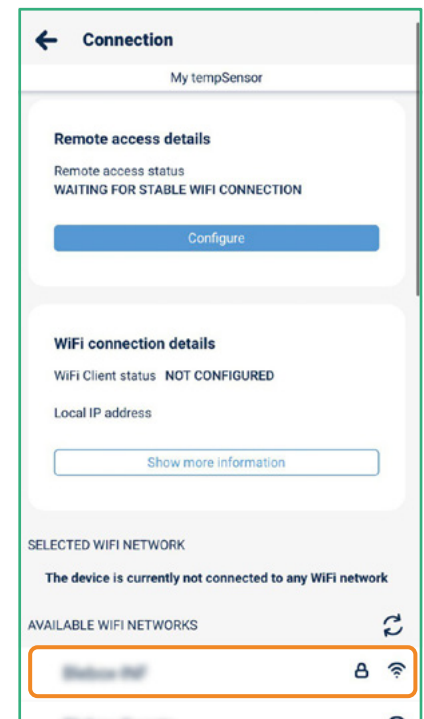 Connection
My tempSensor
Remote access details
Remote access status
WAITING FOR STABLE WIFI CONNECTION
Configure
WiFi connection details
WiFi Client status NOT CONFIGURED
Local IP address
Show more information
SELECTED WIFI NETWORK
The device is currently not connected to any WiFi network
AVAILABLE WIFI NETWORKS